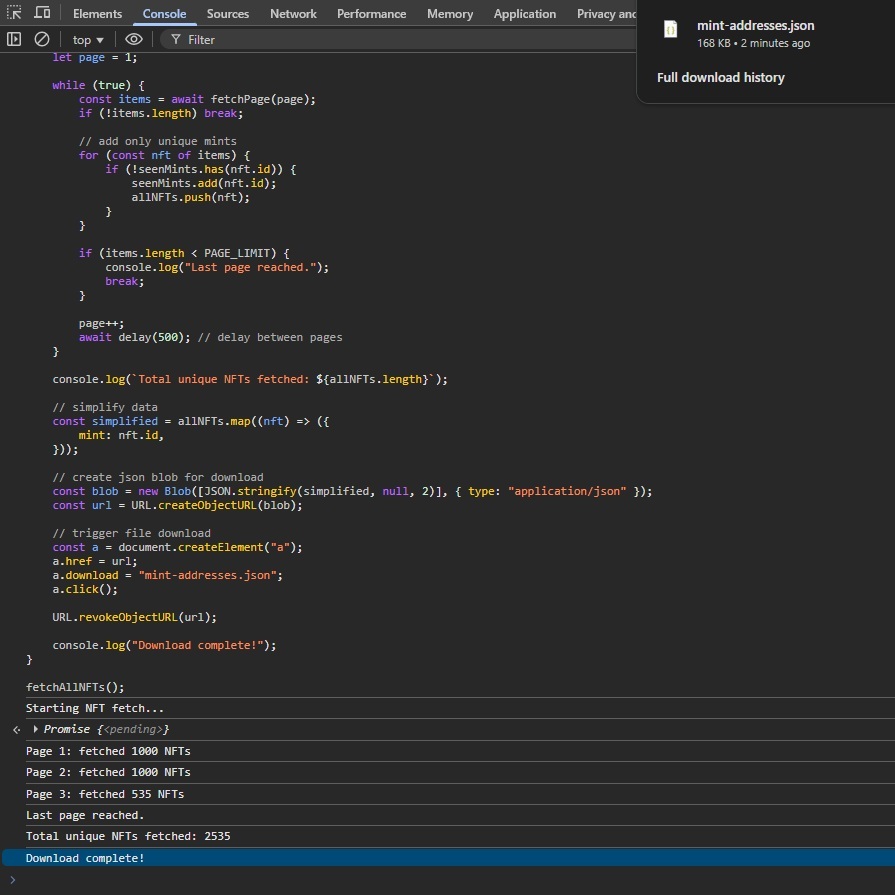 Elements Console Sources Network Performance Memory Application Privacy and
mint-addresses.json
168 KB • 2 minutes ago
Full download history
top ▾ Filter
let page = 1;
while (true) {
const items = await fetchPage(page);
if (!items.length) break;
// add only unique mints
for (const nft of items) {
if (!seenMints.has(nft.id)) {
seenMints.add(nft.id);
allNFTs.push(nft);
}
}
if (items.length < PAGE_LIMIT) {
console.log("Last page reached.");
break;
}
page++;
await delay(500); // delay between pages
}
console.log(`Total unique NFTs fetched: ${allNFTs.length}`);
// simplify data
const simplified = allNFTs.map((nft) => ({
mint: nft.id,
}));
// create json blob for download
const blob = new Blob([JSON.stringify(simplified, null, 2)], { type: "application/json" });
const url = URL.createObjectURL(blob);
// trigger file download
const a = document.createElement("a");
a.href = url;
a.download = "mint-addresses.json";
a.click();
URL.revokeObjectURL(url);
console.log("Download complete!");
}
fetchAllNFTs();
Starting NFT fetch...
Promise {<pending>}
Page 1: fetched 1000 NFTs
Page 2: fetched 1000 NFTs
Page 3: fetched 535 NFTs
Last page reached.
Total unique NFTs fetched: 2535
Download complete!